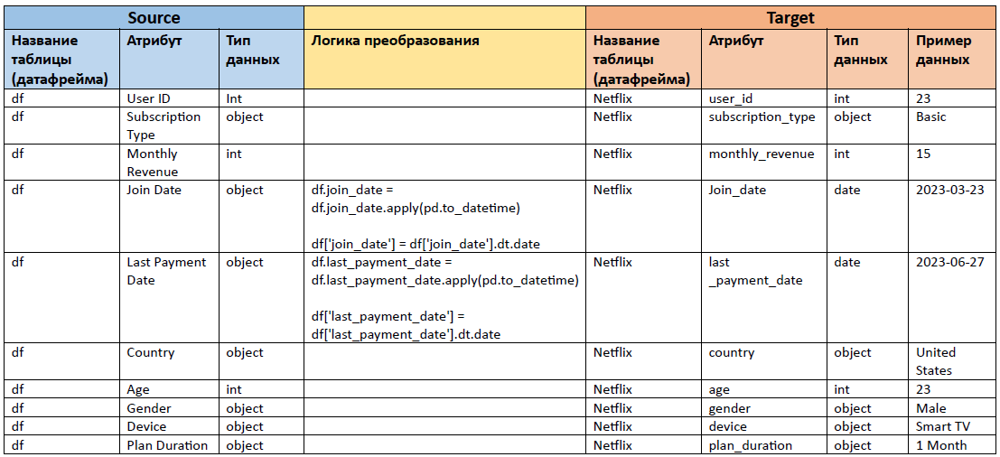 Source Target
Название таблицы (датафрейма) Атрибут Тип данных Логика преобразования Название таблицы (датафрейма) Атрибут Тип данных Пример данных
df User ID Int Netflix user_id int 23
df Subscription Type object Netflix subscription_type object Basic
df Monthly Revenue int Netflix monthly_revenue int 15
df Join Date object df.join_date = df.join_date.apply(pd.to_datetime) df['join_date'] = df['join_date'].dt.date Netflix Join_date date 2023-03-23
df Last Payment Date object df.last_payment_date = df.last_payment_date.apply(pd.to_datetime) df['last_payment_date'] = df['last_payment_date'].dt.date Netflix last _payment_date date 2023-06-27
df Country object Netflix country object United States
df Age int Netflix age int 23
df Gender object Netflix gender object Male
df Device object Netflix device object Smart TV
df Plan Duration object Netflix plan_duration object 1 Month